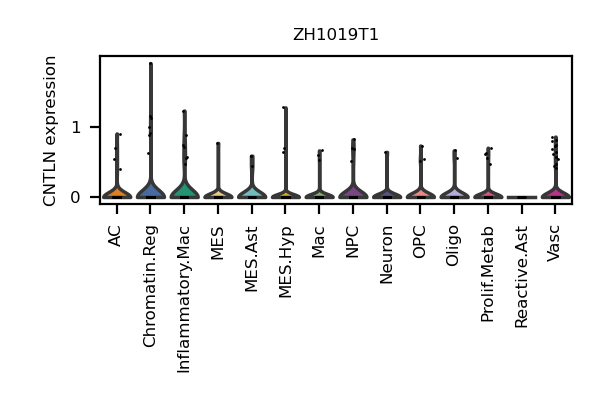 ZH1019T1
CNTLN expression
1
0
AC
Chromatin.Reg
Inflammatory.Mac
MES
MES.Ast
MES.Hyp
Mac
NPC
Neuron
OPC
Oligo
Prolif.Metab
Reactive.Ast
Vasc